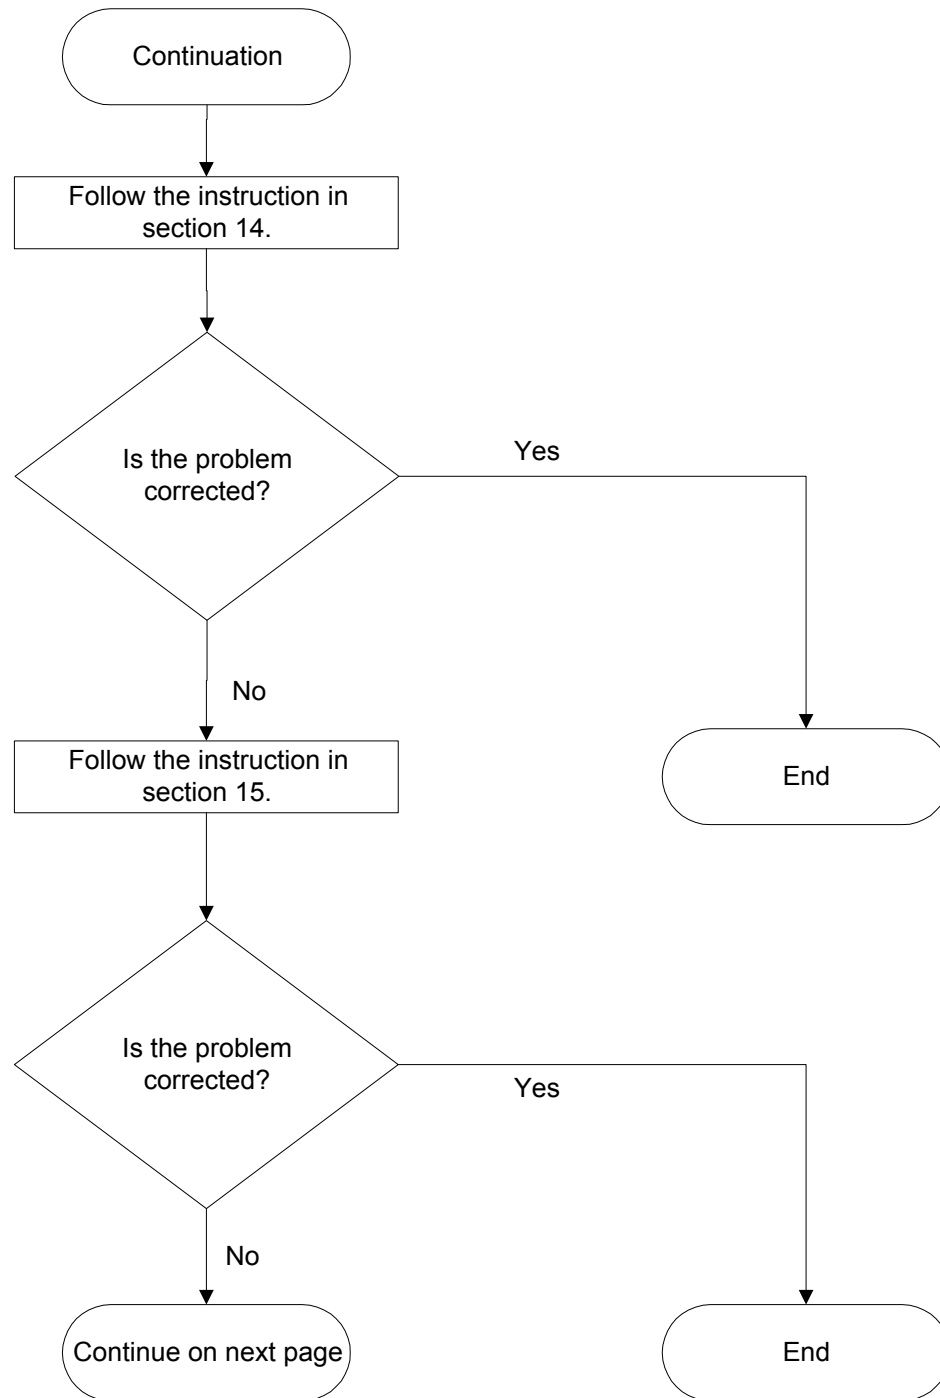 Continuation
Follow the instruction in
section 14.
Is the problem
corrected?
Yes
No
Follow the instruction in
section 15.
End
Is the problem
corrected?
Yes
No
Continue on next page
End